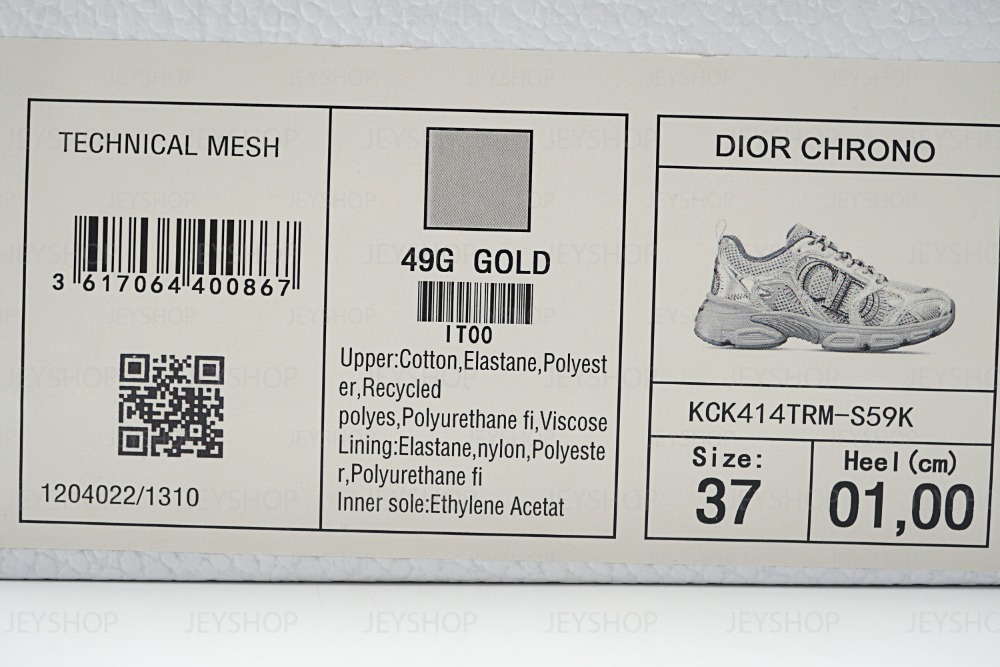 TECHNICAL MESH
3 617064 400867
1204022/1310
49G GOLD
IT00
Upper:Cotton,Elastane,Polyest
er,Recycled
polyes,Polyurethane fi,Viscose
Lining:Elastane,nylon,Polyeste
r,Polyurethane fi
Inner sole:Ethylene Acetat
DIOR CHRONO
CD
KCK414TRM-S59K
Size:
37
Heel(cm)
01,00
JEYSHOP